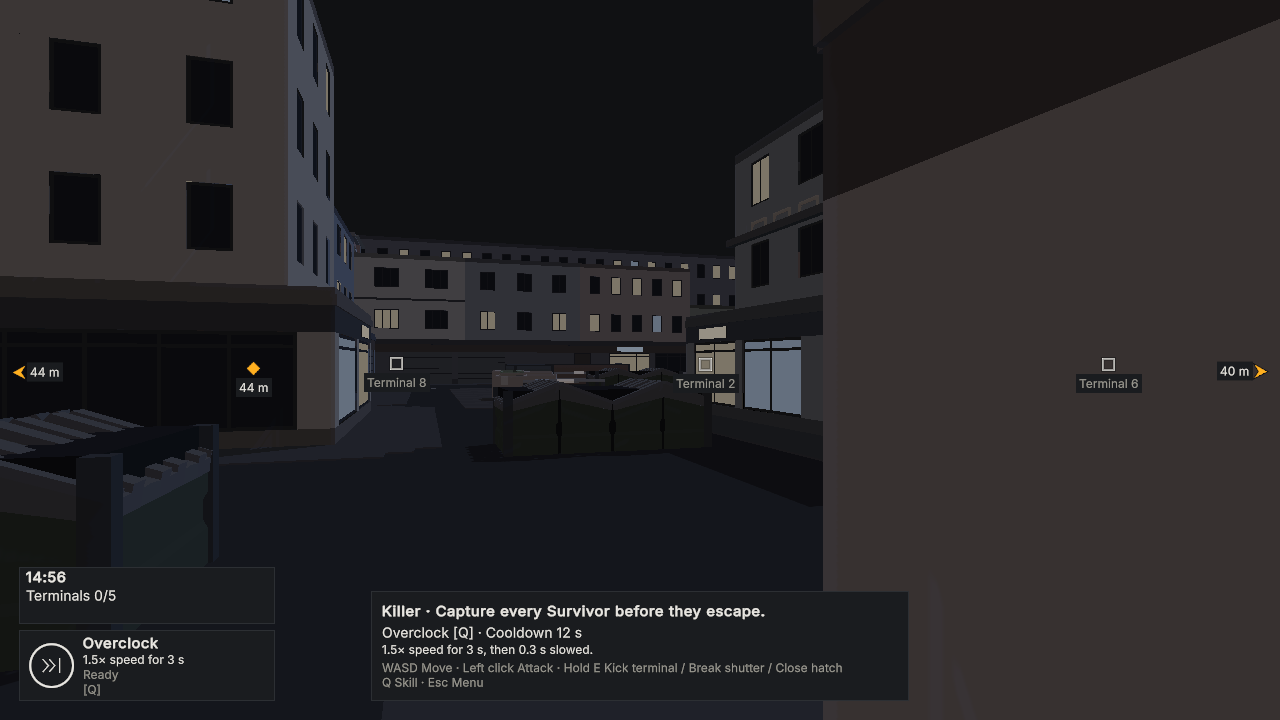 44 m
44 m
Terminal 8
Terminal 2
Terminal 6
40 m
14:56
Terminals 0/5
Overclock
1.5× speed for 3 s
Ready
[Q]
Killer · Capture every Survivor before they escape.
Overclock [Q] · Cooldown 12 s
1.5× speed for 3 s, then 0.3 s slowed.
WASD Move · Left click Attack · Hold E Kick terminal / Break shutter / Close hatch
Q Skill · Esc Menu